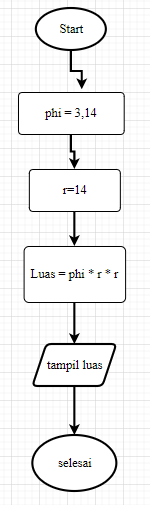 Start
phi = 3,14
r=14
Luas = phi * r * r
tampil luas
selesai